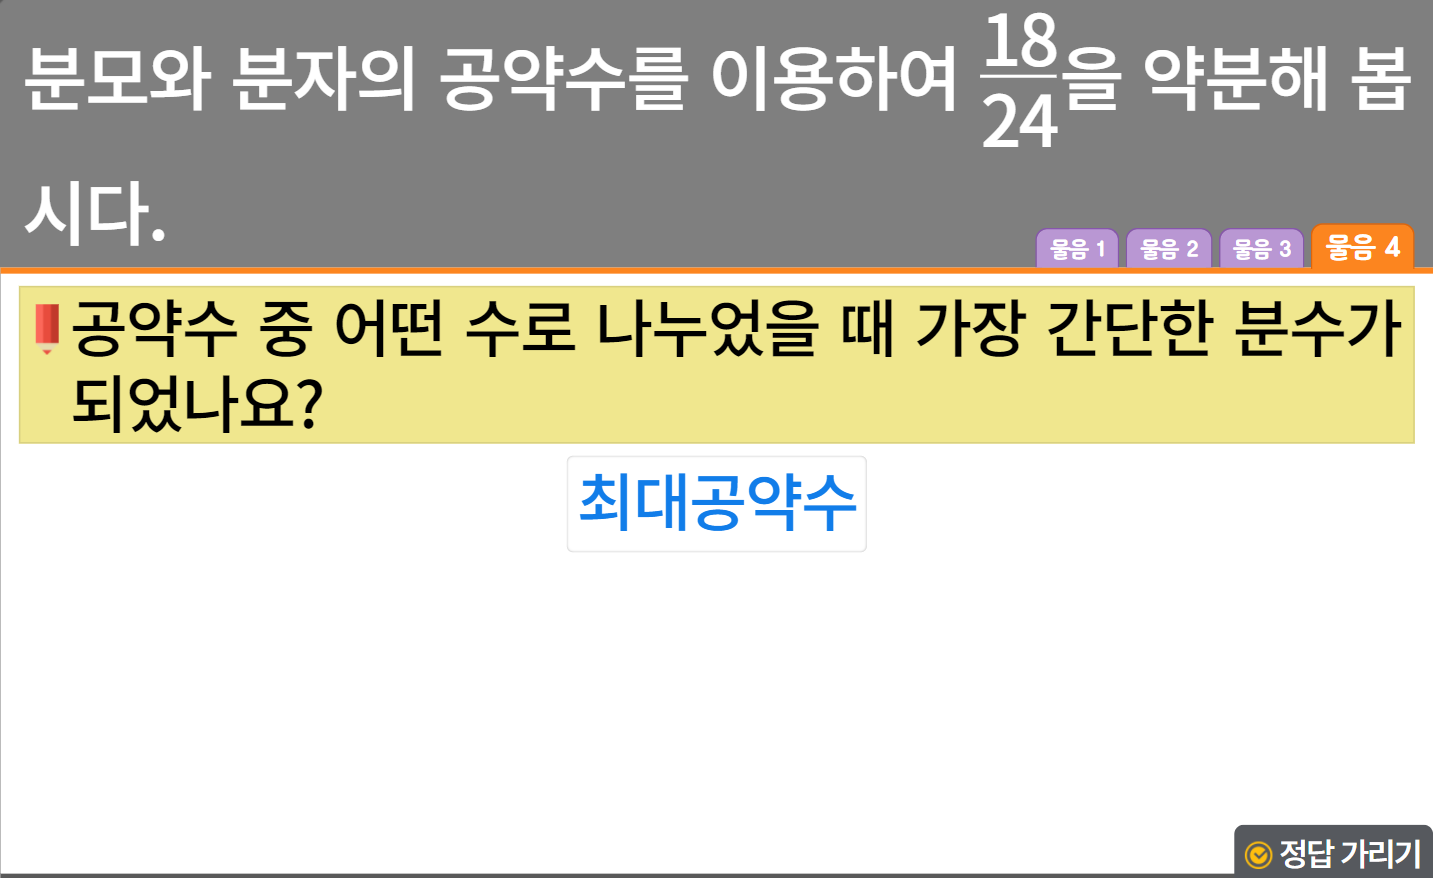 분모와 분자의 공약수를 이용하여 18/24을 약분해 봅
시다.
물음 1 물음 2 물음 3 물음 4
공약수 중 어떤 수로 나누었을 때 가장 간단한 분수가
되었나요?
최대공약수
정답 가리기